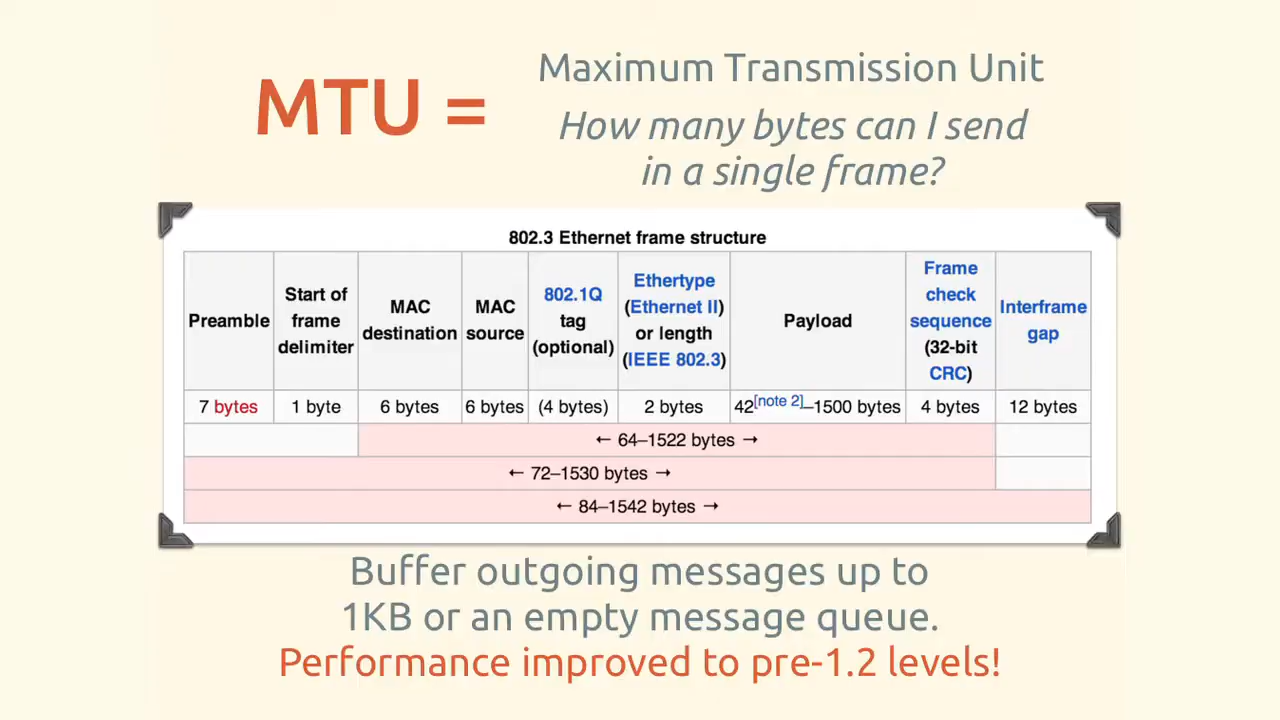 MTU =
Maximum Transmission Unit
How many bytes can I send
in a single frame?
802.3 Ethernet frame structure
Preamble
Start of
frame
delimiter
MAC
destination
MAC
source
802.1Q
tag
(optional)
Ethertype
(Ethernet II)
or length
(IEEE 802.3)
Payload
Frame
check
sequence
(32-bit
CRC)
Interframe
gap
7 bytes
1 byte
6 bytes
6 bytes
(4 bytes)
2 bytes
42[note 2]–1500 bytes
4 bytes
12 bytes
← 64–1522 bytes →
← 72–1530 bytes →
← 84–1542 bytes →
Buffer outgoing messages up to
1KB or an empty message queue.
Performance improved to pre-1.2 levels!